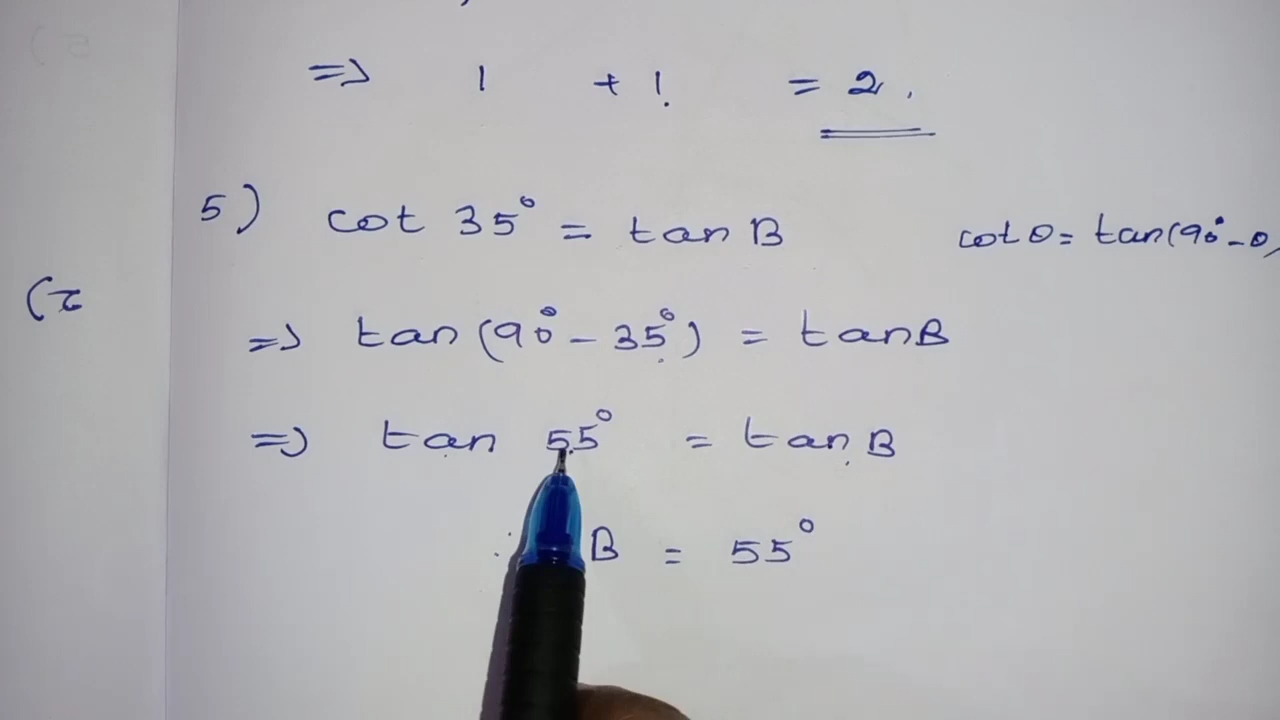 => 1 + 1. = 2.
5) cot 35° = tan B cotθ = tan(90° - θ)
=> tan (90° - 35°) = tan B
=> tan 55° = tan B
∴ B = 55°